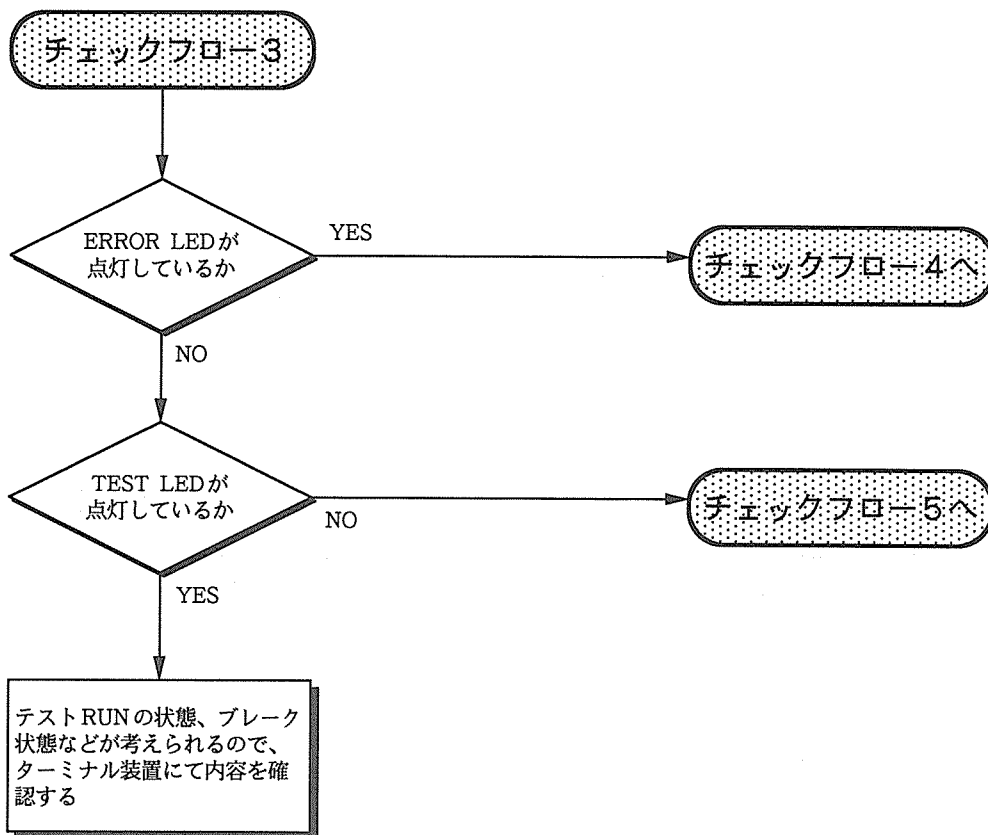 チェックフロー3
ERROR LEDが
点灯しているか
YES
チェックフロー4へ
NO
TEST LEDが
点灯しているか
NO
チェックフロー5へ
YES
テストRUNの状態、ブレーク
状態などが考えられるので、
ターミナル装置にて内容を確
認する